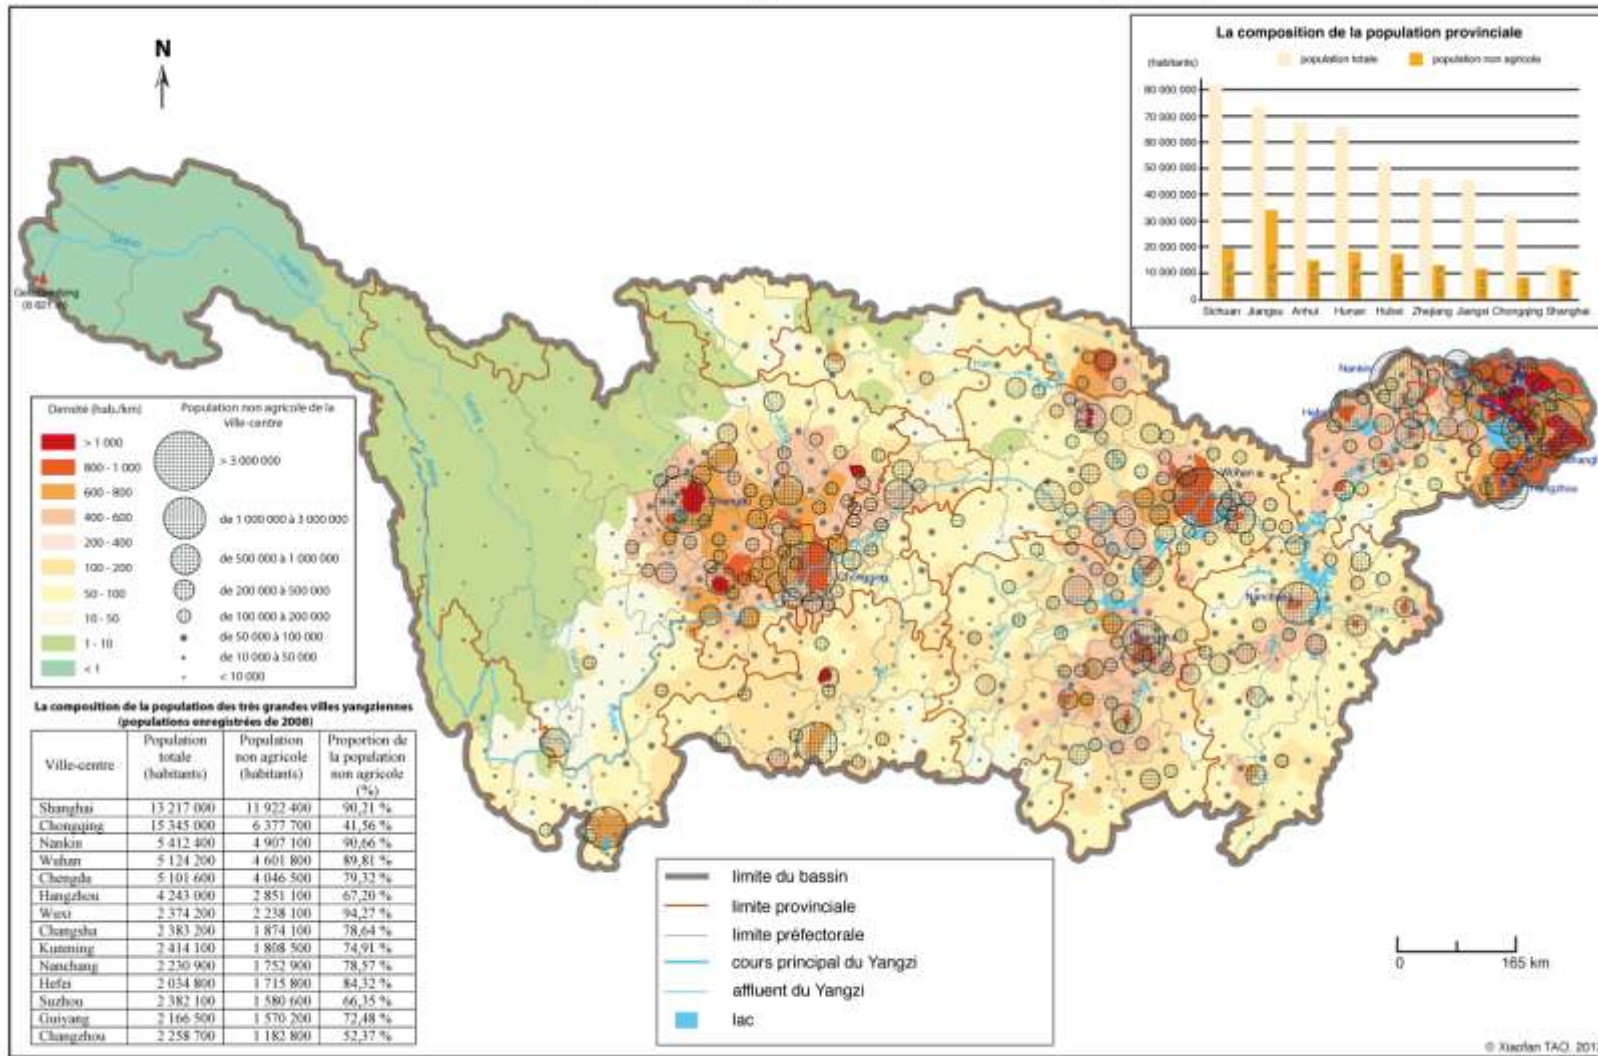 N
La composition de la population provinciale
population totale
population non agricole
(habitants)
80 000 000
70 000 000
60 000 000
50 000 000
40 000 000
30 000 000
20 000 000
10 000 000
0
Sichuan Jiangsu Anhui Hunan Hubei Zhejiang Jiangxi Chongqing Shanghai
Nankin
Hefei
Wuhan
Chongqing
Nanchang
Densité (hab./km)
Population non agricole de la
ville-centre
> 1 000
800 - 1 000
600 - 800
400 - 600
200 - 400
100 - 200
50 - 100
10 - 50
1 - 10
< 1
> 3 000 000
de 1 000 000 à 3 000 000
de 500 000 à 1 000 000
de 200 000 à 500 000
de 100 000 à 200 000
de 50 000 à 100 000
de 10 000 à 50 000
< 10 000
La composition de la population des très grandes villes yangziennes
(populations enregistrées de 2008)
Ville-centre
Population
totale
(habitants)
Population
non agricole
(habitants)
Proportion de
la population
non agricole
(%)
Shanghai 13 217 000 11 922 400 90,21 %
Chongqing 15 345 000 6 377 700 41,56 %
Nankin 5 412 400 4 907 100 90,66 %
Wuhan 5 124 200 4 601 800 89,81 %
Chengdu 5 101 600 4 046 500 79,32 %
Hangzhou 4 243 000 2 851 100 67,20 %
Wuxi 2 374 200 2 238 100 94,27 %
Changsha 2 383 200 1 874 100 78,64 %
Kunming 2 414 100 1 808 500 74,91 %
Nanchang 2 230 900 1 752 900 78,57 %
Hefei 2 034 800 1 715 800 84,32 %
Suzhou 2 382 100 1 580 600 66,35 %
Guiyang 2 166 500 1 570 200 72,48 %
Changzhou 2 258 700 1 182 800 52,37 %
limite du bassin
limite provinciale
limite préfectorale
cours principal du Yangzi
affluent du Yangzi
lac
0 165 km
© Xiaofan TAO, 2013